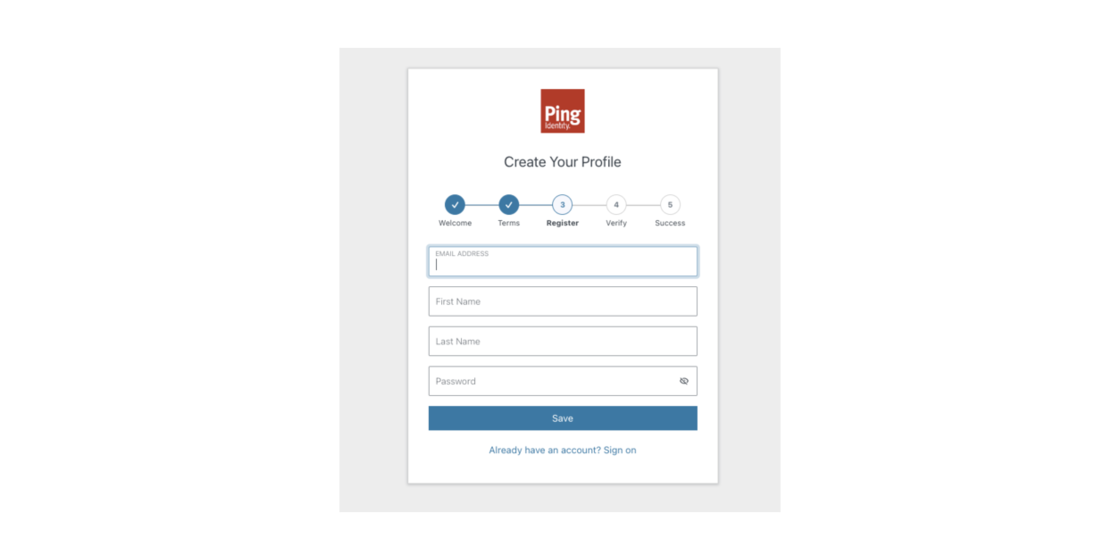 Ping
Identity.
Create Your Profile
3
4
5
Welcome
Terms
Register
Verify
Success
EMAIL ADDRESS
First Name
Last Name
Password
Save
Already have an account? Sign on